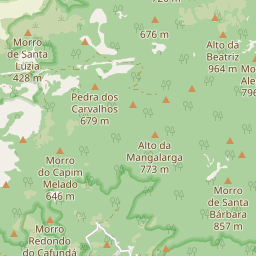 676 m
Morro
de Santa
Luzia
428 m
Alto da
Beatriz
964 m
Pedra dos
Carvalhos
679 m
Alto da
Mangalarga
773 m
Morro
do Capim
Melado
646 m
Morro
de Santa
Bárbara
857 m
Morro
Redondo
do Cafundá